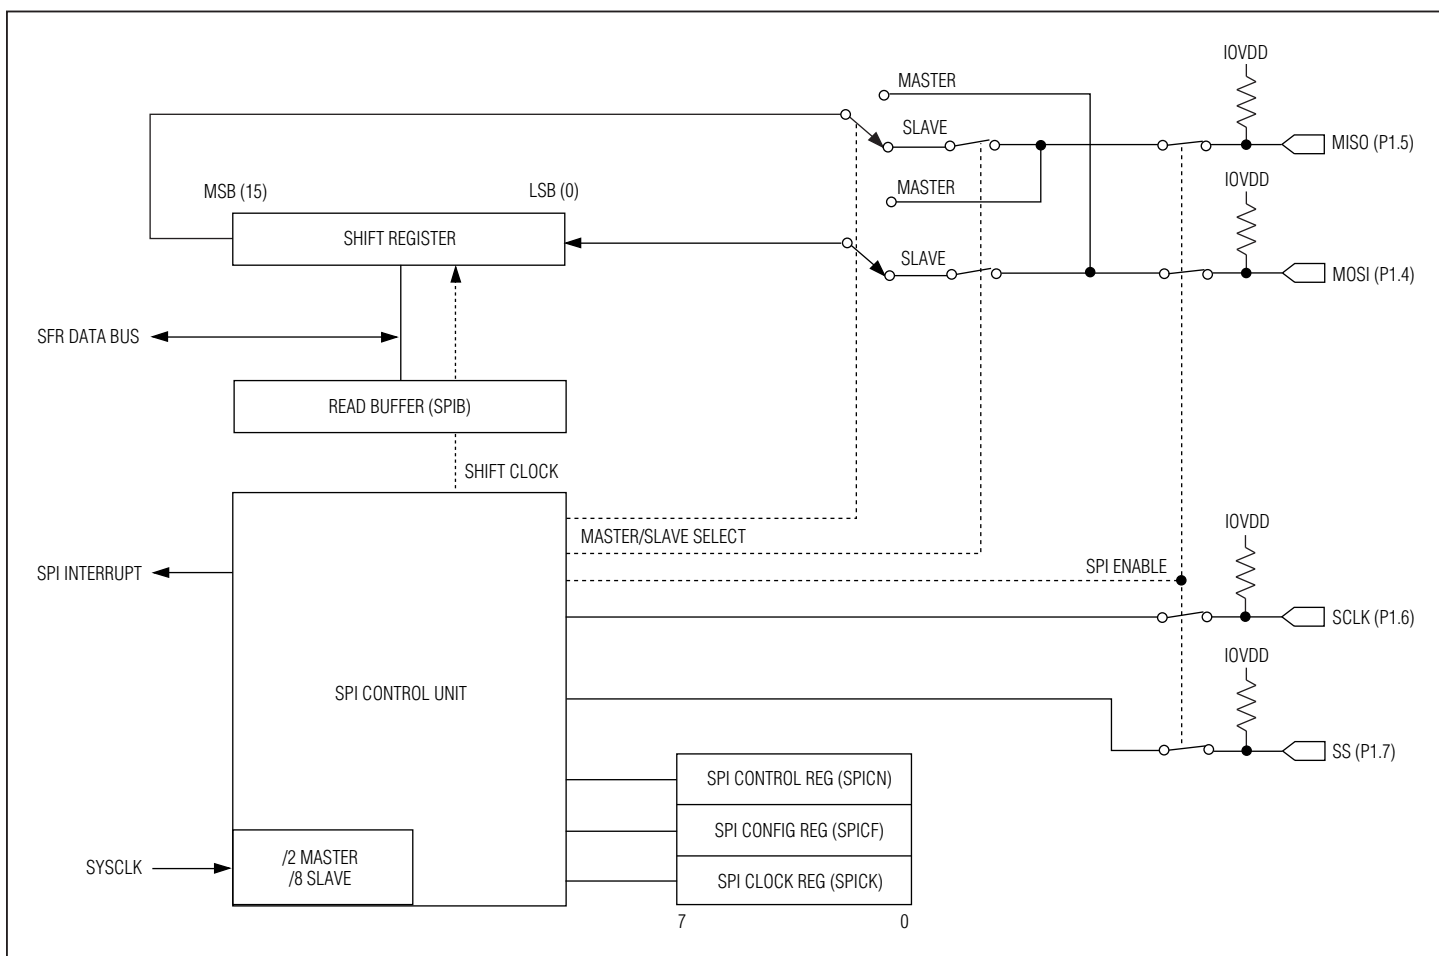 IOVDD
MASTER
SLAVE
MISO (P1.5)
IOVDD
MSB (15)
LSB (0)
MASTER
SHIFT REGISTER
SLAVE
MOSI (P1.4)
SFR DATA BUS
READ BUFFER (SPIB)
SHIFT CLOCK
MASTER/SLAVE SELECT
IOVDD
SPI INTERRUPT
SPI ENABLE
SCLK (P1.6)
IOVDD
SPI CONTROL UNIT
SS (P1.7)
SPI CONTROL REG (SPICN)
SPI CONFIG REG (SPICF)
SYSCLK
/2 MASTER
/8 SLAVE
SPI CLOCK REG (SPICK)
7
0